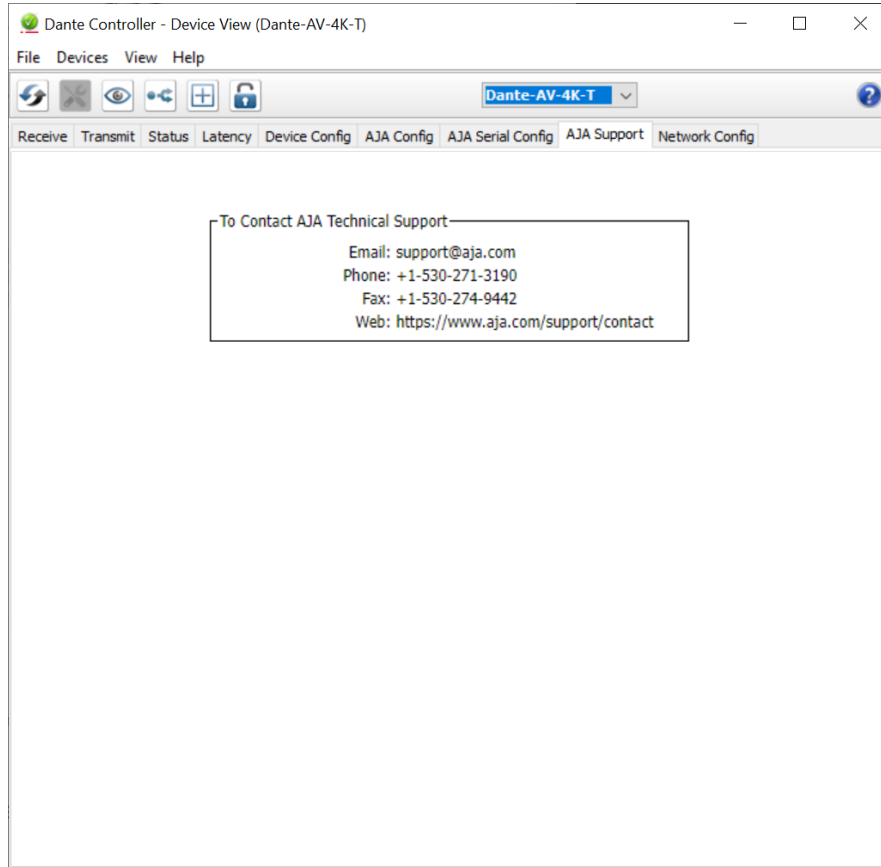 Dante Controller - Device View (Dante-AV-4K-T)
File Devices View Help
Dante-AV-4K-T
?
Receive Transmit Status Latency Device Config AJA Config AJA Serial Config AJA Support Network Config
To Contact AJA Technical Support
Email: support@aja.com
Phone: +1-530-271-3190
Fax: +1-530-274-9442
Web: https://www.aja.com/support/contact